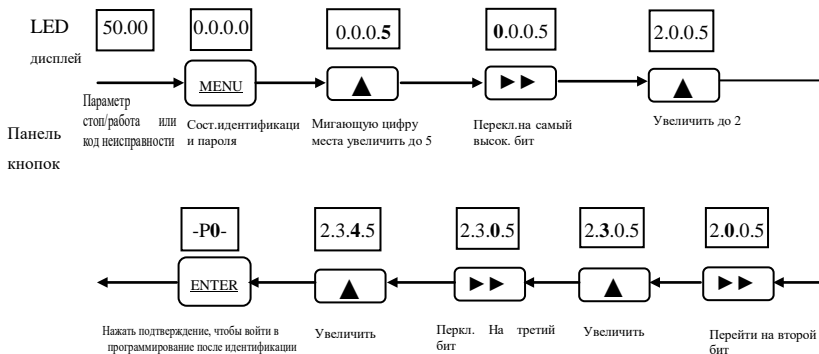 LED
дисплей
50.00
0.0.0.0
0.0.0.5
0.0.0.5
2.0.0.5
MENU
▲
►►
▲
Панель
кнопок
Параметр
стоп/работа или
код неисправности
Сост.идентификаци
и пароля
Мигающую цифру
места увеличить до 5
Перекл.на самый
высок. бит
Увеличить до 2
-P0-
2.3.4.5
2.3.0.5
2.3.0.5
2.0.0.5
ENTER
▲
►►
▲
►►
Нажать подтверждение, чтобы войти в
программирование после идентификации
Увеличить
Перкл. На третий
бит
Увеличить
Перейти на второй
бит